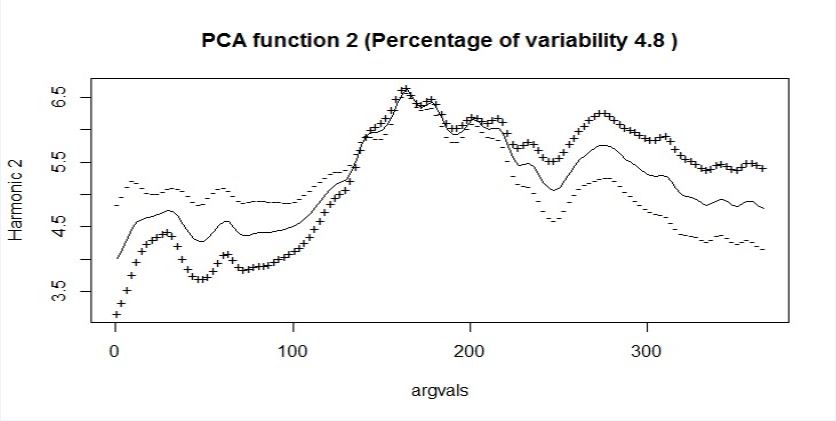 PCA function 2 (Percentage of variability 4.8 )
Harmonic 2
6.5
5.5
4.5
3.5
0 100 200 300
argvals